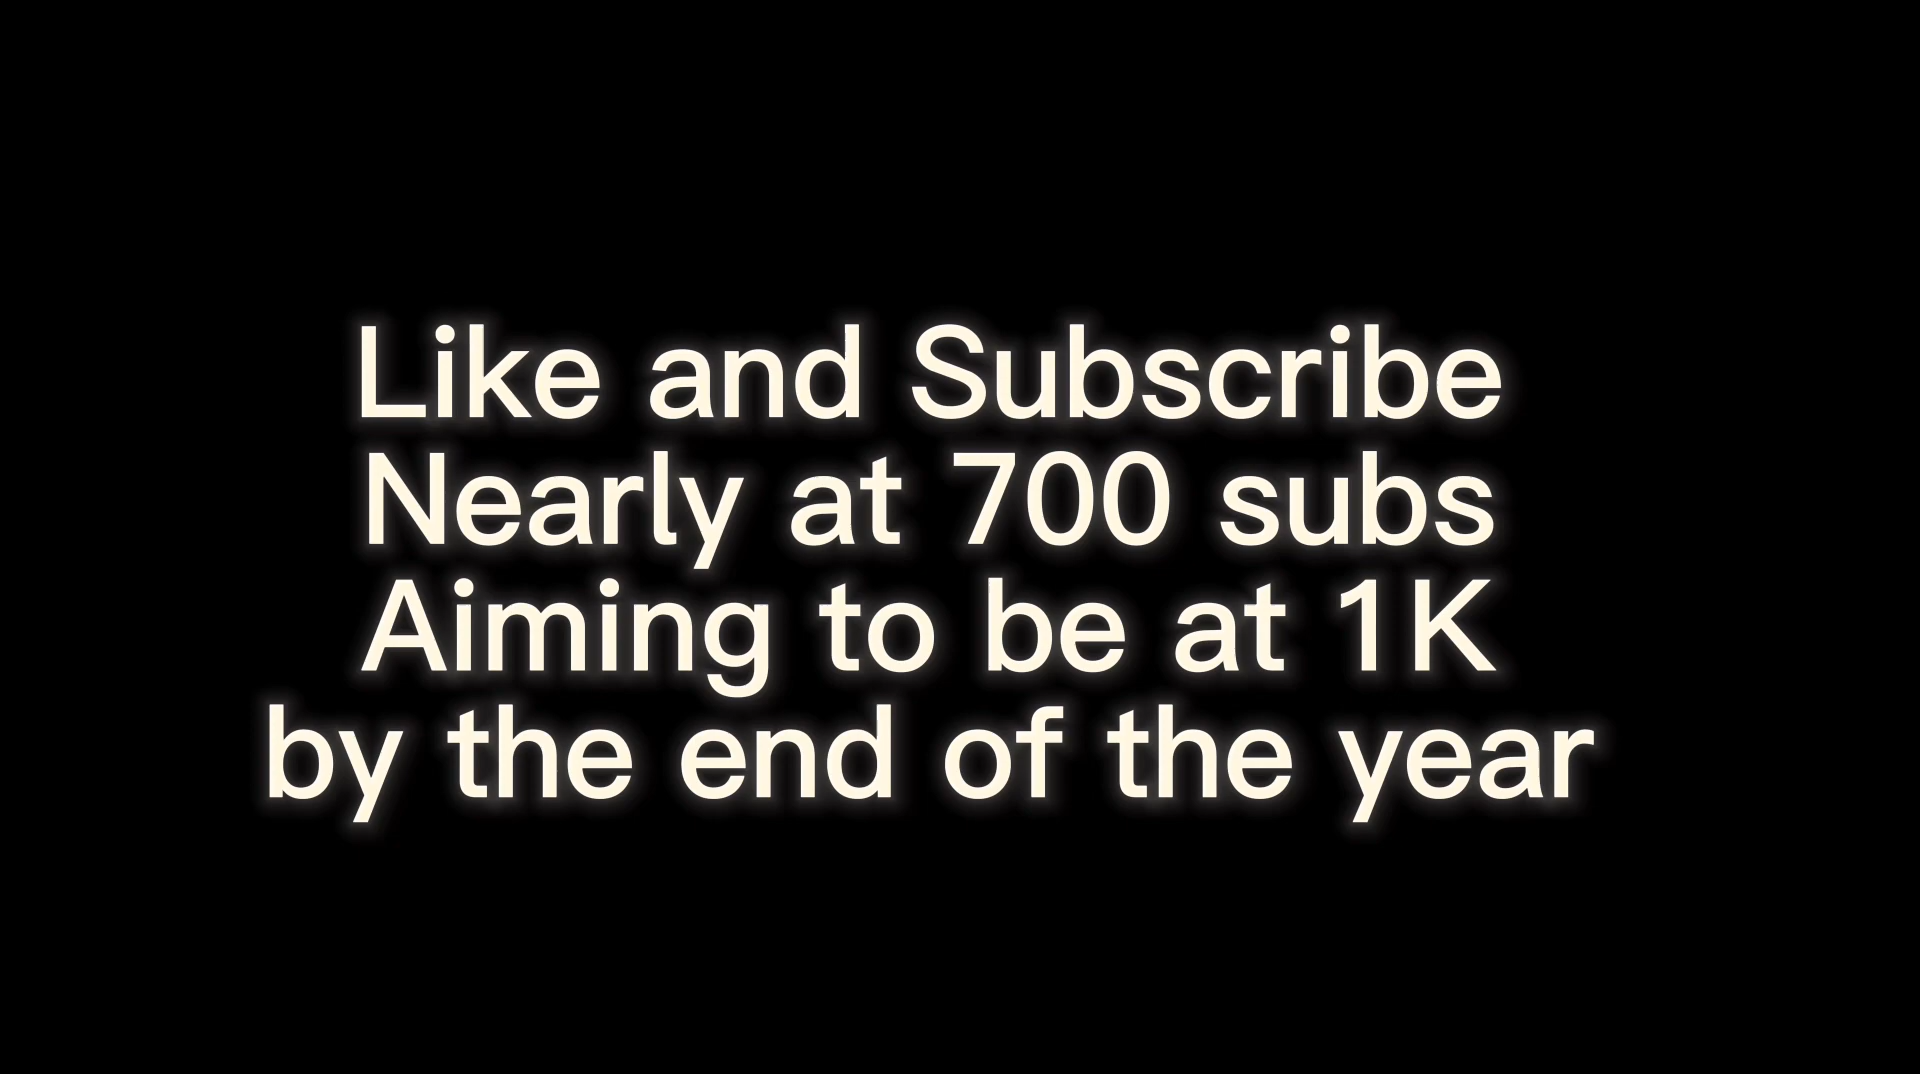 Like and Subscribe
Nearly at 700 subs
Aiming to be at 1K
by the end of the year